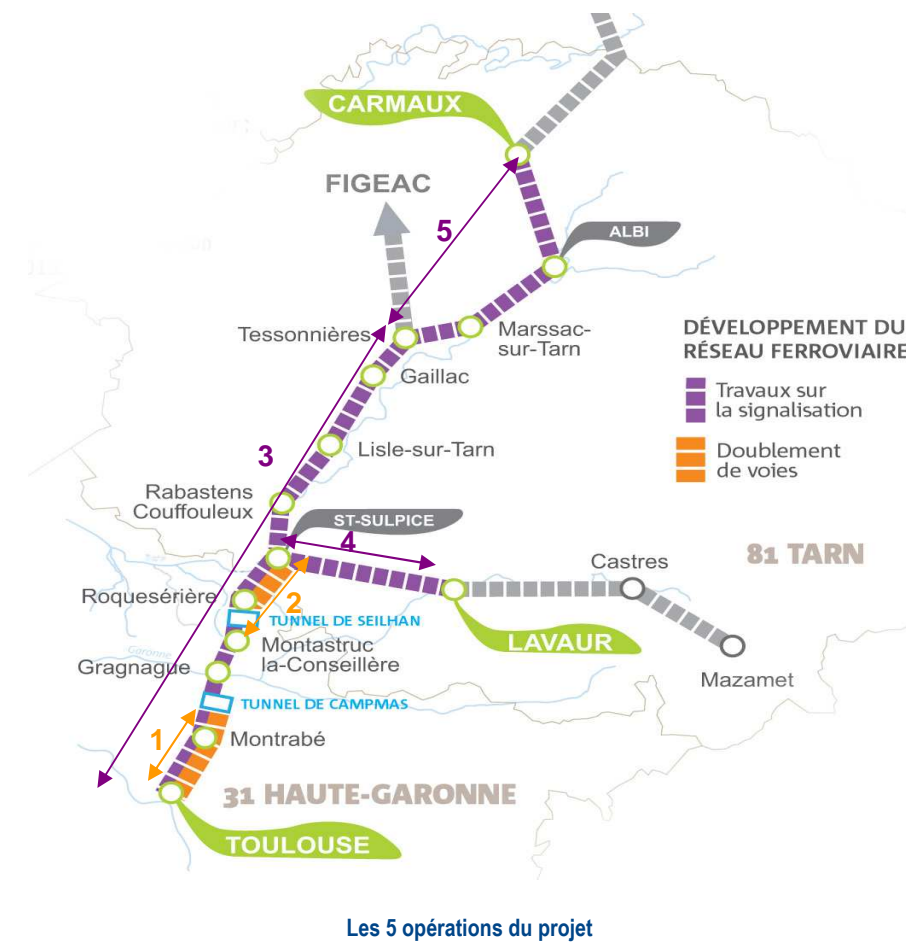 CARMAUX
FIGEAC
5
ALBI
Tessonnières
Marssac-
sur-Tarn
DÉVELOPPEMENT DU
RÉSEAU FERROVIAIRE
Gaillac
Travaux sur
la signalisation
Lisle-sur-Tarn
Doublement
de voies
3
Rabastens
Couffouleux
ST-SULPICE
4
81 TARN
Castres
Roquesérière
2
TUNNEL DE SEILHAN
Montastruc
la-Conseillère
LAVAUR
Garonne
Gragnague
Mazamet
TUNNEL DE CAMPMAS
1
Montrabé
31 HAUTE-GARONNE
TOULOUSE
Les 5 opérations du projet